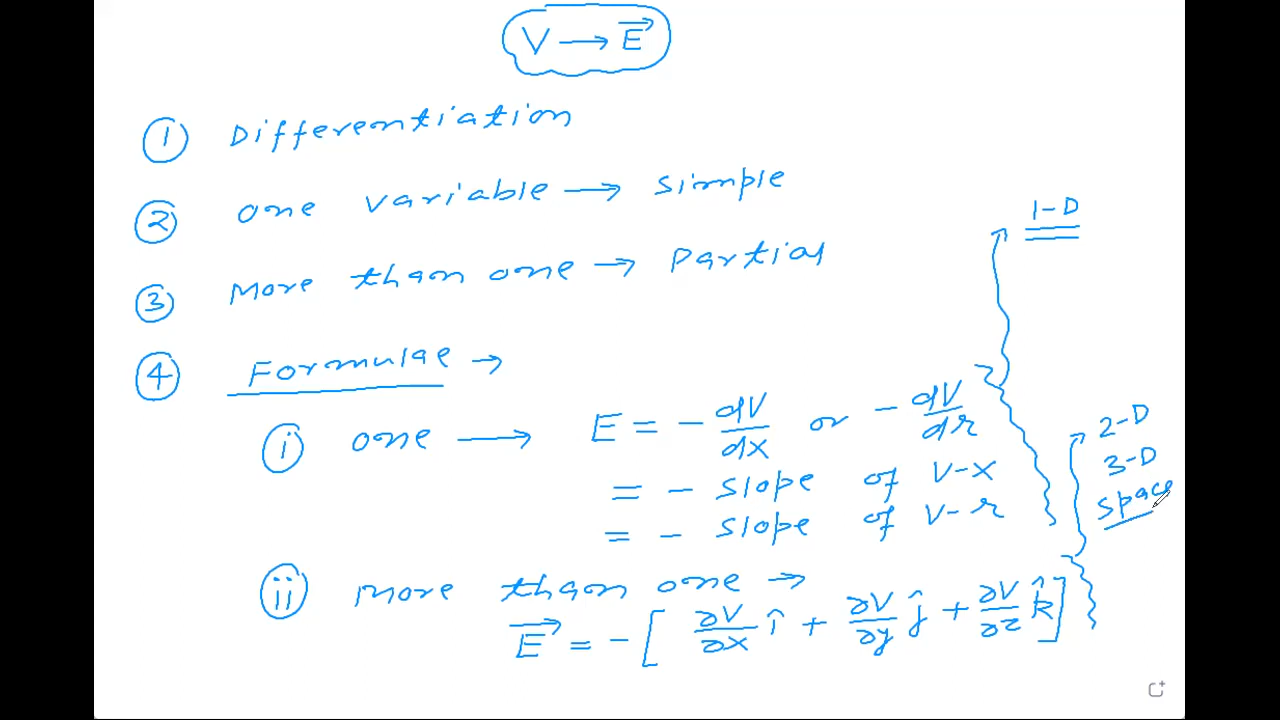 V → E⃗
① Differentiation
② one variable → simple
③ More than one → Partial
④ Formulae →
ⓘ one → E = - dV/dx or - dV/dr
= - slope of V-x
= - slope of V-r
1-D
ii more than one →
E⃗ = - [ ∂V/∂x î + ∂V/∂y ĵ + ∂V/∂z k̂ ]
2-D
3-D
space